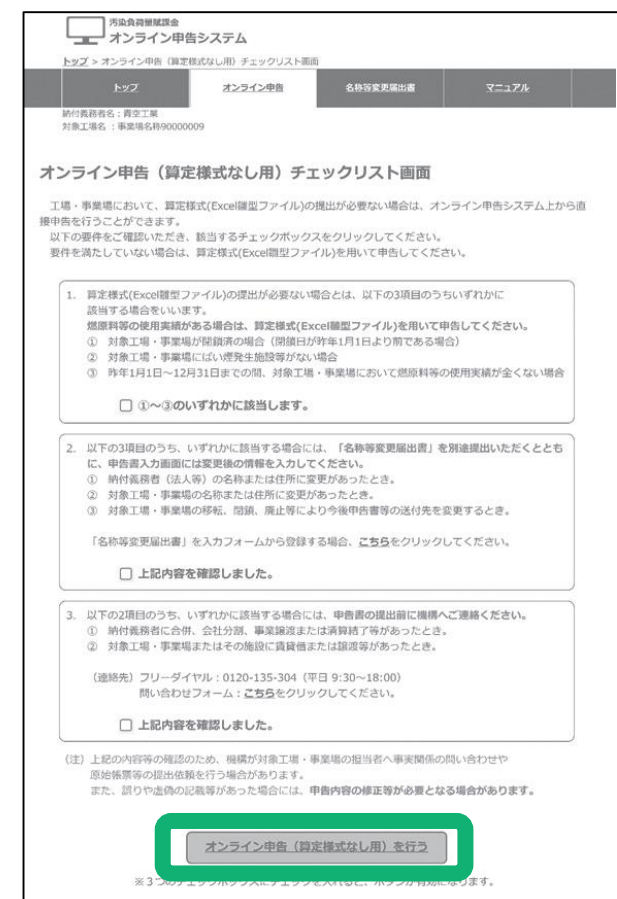 汚染負荷量賦課金
オンライン申告システム
トップ > オンライン申告（算定様式なし用）チェックリスト画面
トップ オンライン申告 名称等変更届出書 マニュアル
納付義務者名：青空工業
対象工場名 ：事業場名称90000009
オンライン申告（算定様式なし用）チェックリスト画面
工場・事業場において、算定様式(Excel雛型ファイル)の提出が必要ない場合は、オンライン申告システム上から直
接申告を行うことができます。
以下の要件をご確認いただき、該当するチェックボックスをクリックしてください。
要件を満たしていない場合は、算定様式(Excel雛型ファイル)を用いて申告してください。
1. 算定様式(Excel雛型ファイル)の提出が必要ない場合とは、以下の3項目のうちいずれかに
該当する場合をいいます。
燃原料等の使用実績がある場合は、算定様式(Excel雛型ファイル)を用いて申告してください。
① 対象工場・事業場が閉鎖済の場合（閉鎖日が昨年1月1日より前である場合）
② 対象工場・事業場にばい煙発生施設等がない場合
③ 昨年1月1日～12月31日までの間、対象工場・事業場において燃原料等の使用実績が全くない場合
①～③のいずれかに該当します。
2. 以下の3項目のうち、いずれかに該当する場合には、「名称等変更届出書」を別途提出いただくととも
に、申告書入力画面には変更後の情報を入力してください。
① 納付義務者（法人等）の名称または住所に変更があったとき。
② 対象工場・事業場の名称または住所に変更があったとき。
③ 対象工場・事業場の移転、閉鎖、廃止等により今後申告書等の送付先を変更するとき。
「名称等変更届出書」を入力フォームから登録する場合、こちらをクリックしてください。
上記内容を確認しました。
3. 以下の2項目のうち、いずれかに該当する場合には、申告書の提出前に機構へご連絡ください。
① 納付義務者に合併、会社分割、事業譲渡または清算結了等があったとき。
② 対象工場・事業場またはその施設に賃貸借または譲渡等があったとき。
（連絡先）フリーダイヤル：0120-135-304（平日 9:30～18:00）
問い合わせフォーム：こちらをクリックしてください。
上記内容を確認しました。
（注）上記の内容等の確認のため、機構が対象工場・事業場の担当者へ事実関係の問い合わせや
原始帳票等の提出依頼を行う場合があります。
また、誤りや虚偽の記載等があった場合には、申告内容の修正等が必要となる場合があります。
オンライン申告（算定様式なし用）を行う
※３つのチェックボックスにチェックを入れると、ボタンが有効になります。